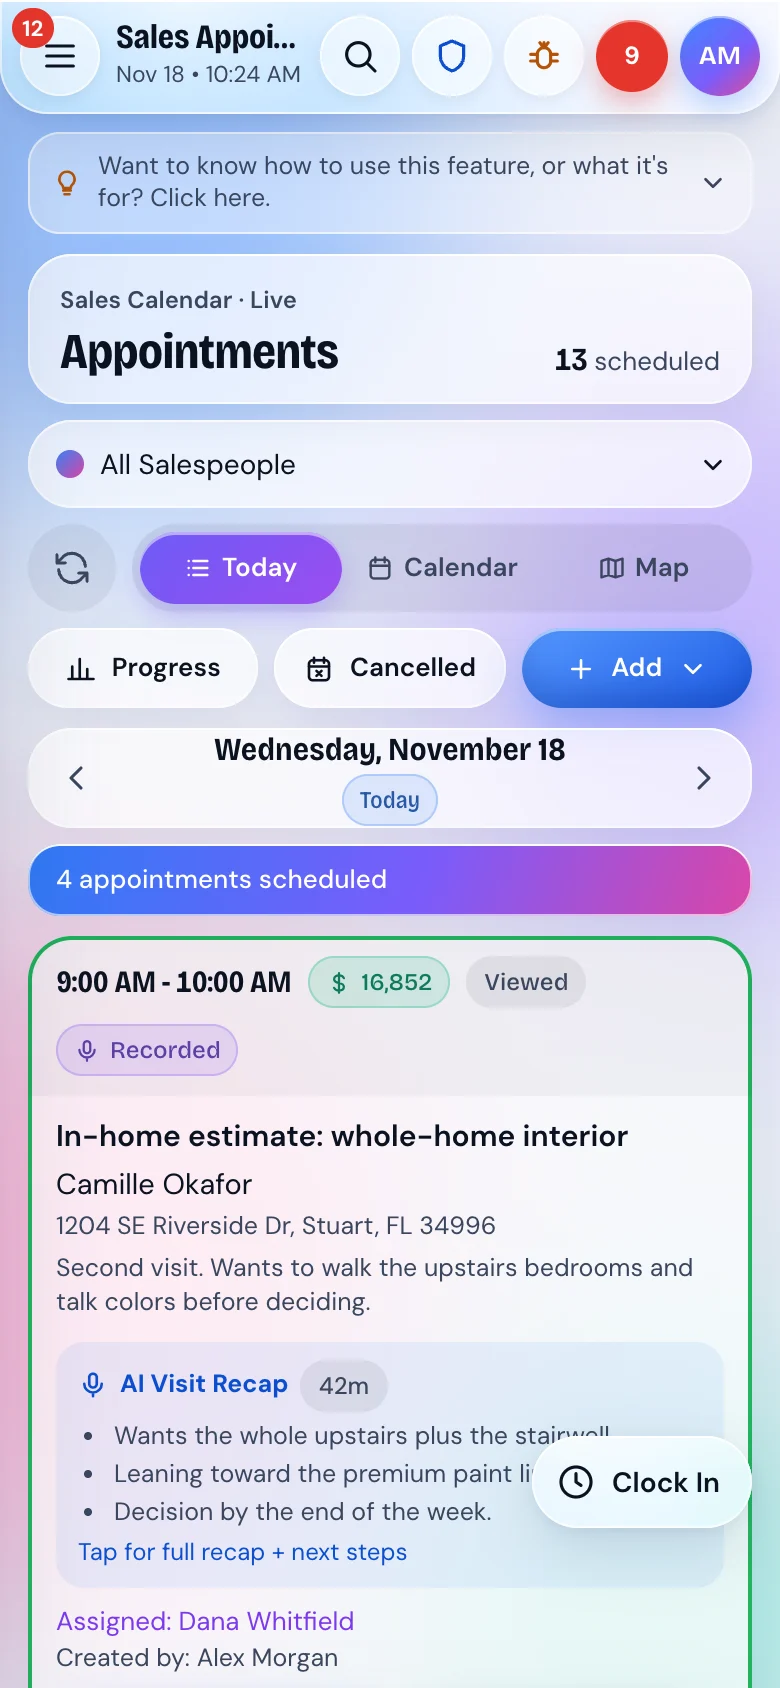 12
Sales Appoi...
Nov 18 • 10:24 AM
9
AM
Want to know how to use this feature, or what it's
for? Click here.
Sales Calendar · Live
Appointments
13 scheduled
All Salespeople
Today
Calendar
Map
Progress
Cancelled
Add
Wednesday, November 18
Today
4 appointments scheduled
9:00 AM - 10:00 AM
$ 16,852
Viewed
Recorded
In-home estimate: whole-home interior
Camille Okafor
1204 SE Riverside Dr, Stuart, FL 34996
Second visit. Wants to walk the upstairs bedrooms and
talk colors before deciding.
AI Visit Recap
42m
• Wants the whole upstairs plus the stairwell.
• Leaning toward the premium paint
• Decision by the end of the week.
Clock In
Tap for full recap + next steps
Assigned: Dana Whitfield
Created by: Alex Morgan